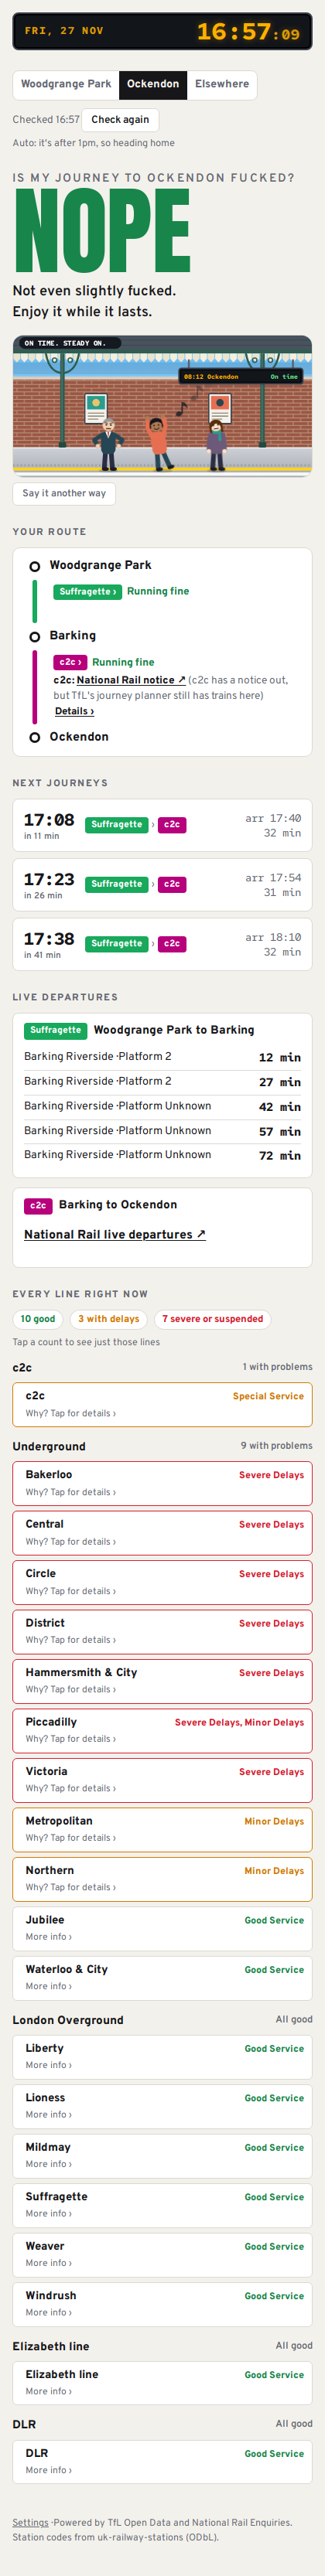 FRI, 27 NOV 16:57:09
Woodgrange Park Ockendon Elsewhere
Checked 16:57 Check again
Auto: it's after 1pm, so heading home
IS MY JOURNEY TO OCKENDON FUCKED?
NOPE
Not even slightly fucked.
Enjoy it while it lasts.
ON TIME. STEADY ON.
00:12 Ockendon On time
Say it another way
YOUR ROUTE
Woodgrange Park
Suffragette › Running fine
Barking
c2c › Running fine
c2c: National Rail notice ↗ (c2c has a notice out,
but TfL's journey planner still has trains here)
Details ›
Ockendon
NEXT JOURNEYS
17:08 Suffragette › c2c arr 17:40
in 11 min 32 min
17:23 Suffragette › c2c arr 17:54
in 26 min 31 min
17:38 Suffragette › c2c arr 18:10
in 41 min 32 min
LIVE DEPARTURES
Suffragette Woodgrange Park to Barking
Barking Riverside ·Platform 2 12 min
Barking Riverside ·Platform 2 27 min
Barking Riverside ·Platform Unknown 42 min
Barking Riverside ·Platform Unknown 57 min
Barking Riverside ·Platform Unknown 72 min
c2c Barking to Ockendon
National Rail live departures ↗
EVERY LINE RIGHT NOW
10 good 3 with delays 7 severe or suspended
Tap a count to see just those lines
c2c 1 with problems
c2c Special Service
Why? Tap for details ›
Underground 9 with problems
Bakerloo Severe Delays
Why? Tap for details ›
Central Severe Delays
Why? Tap for details ›
Circle Severe Delays
Why? Tap for details ›
District Severe Delays
Why? Tap for details ›
Hammersmith & City Severe Delays
Why? Tap for details ›
Piccadilly Severe Delays, Minor Delays
Why? Tap for details ›
Victoria Severe Delays
Why? Tap for details ›
Metropolitan Minor Delays
Why? Tap for details ›
Northern Minor Delays
Why? Tap for details ›
Jubilee Good Service
More info ›
Waterloo & City Good Service
More info ›
London Overground All good
Liberty Good Service
More info ›
Lioness Good Service
More info ›
Mildmay Good Service
More info ›
Suffragette Good Service
More info ›
Weaver Good Service
More info ›
Windrush Good Service
More info ›
Elizabeth line All good
Elizabeth line Good Service
More info ›
DLR All good
DLR Good Service
More info ›
Settings ·Powered by TfL Open Data and National Rail Enquiries.
Station codes from uk-railway-stations (ODbL).